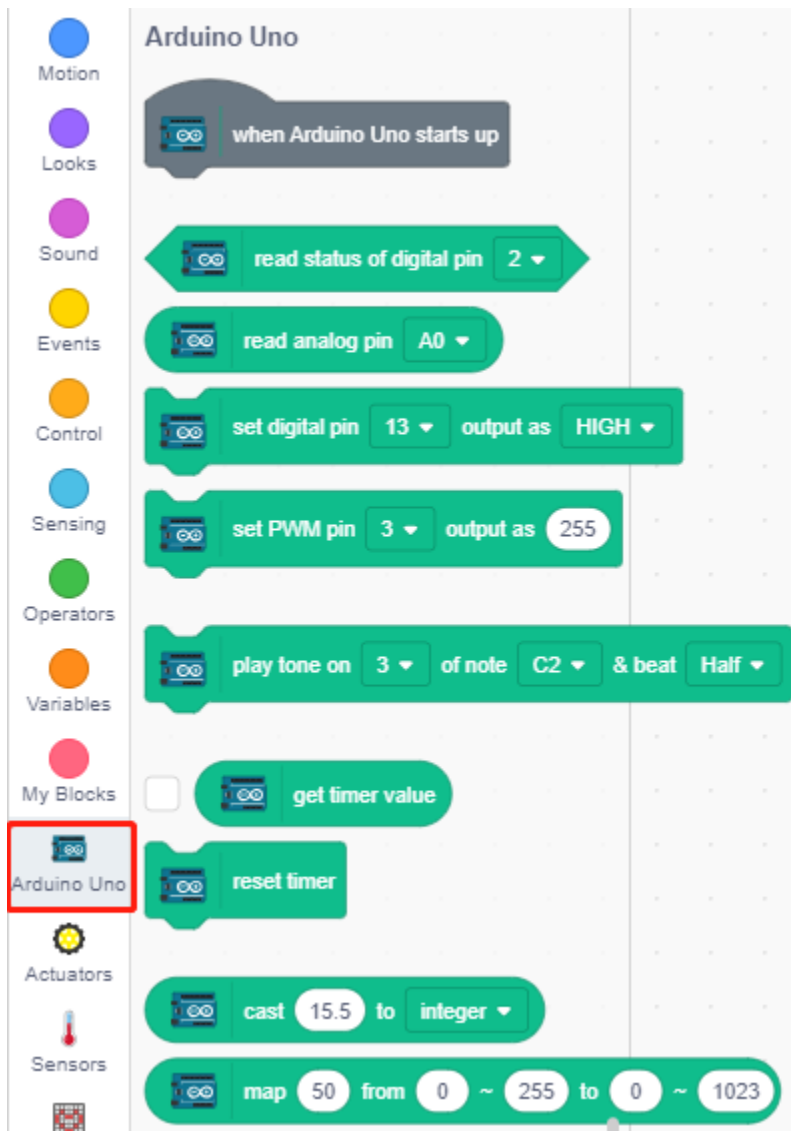 Motion
Looks
Sound
Events
Control
Sensing
Operators
Variables
My Blocks
Arduino Uno
Actuators
Sensors
Arduino Uno
when Arduino Uno starts up
read status of digital pin 2
read analog pin A0
set digital pin 13 output as HIGH
set PWM pin 3 output as 255
play tone on 3 of note C2 & beat Half
get timer value
reset timer
cast 15.5 to integer
map 50 from 0 ~ 255 to 0 ~ 1023